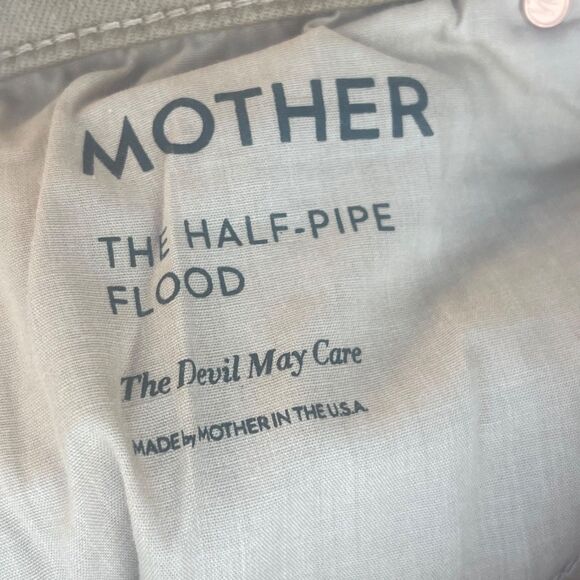 MOTHER
THE HALF-PIPE
FLOOD
The Devil May Care
MADE by MOTHER IN THE U.S.A.